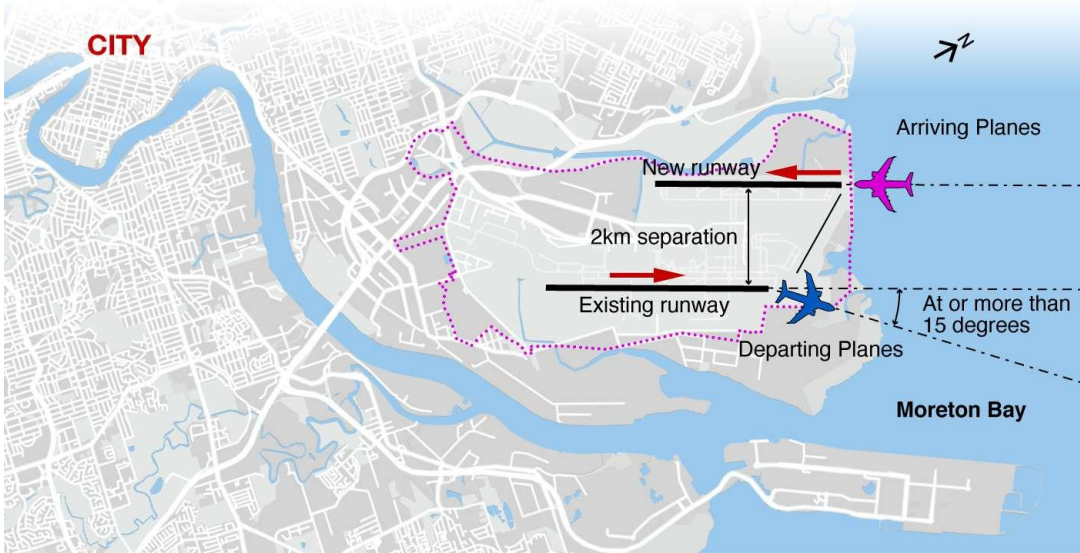 CITY
N
Arriving Planes
New runway
2km separation
Existing runway
At or more than
15 degrees
Departing Planes
Moreton Bay